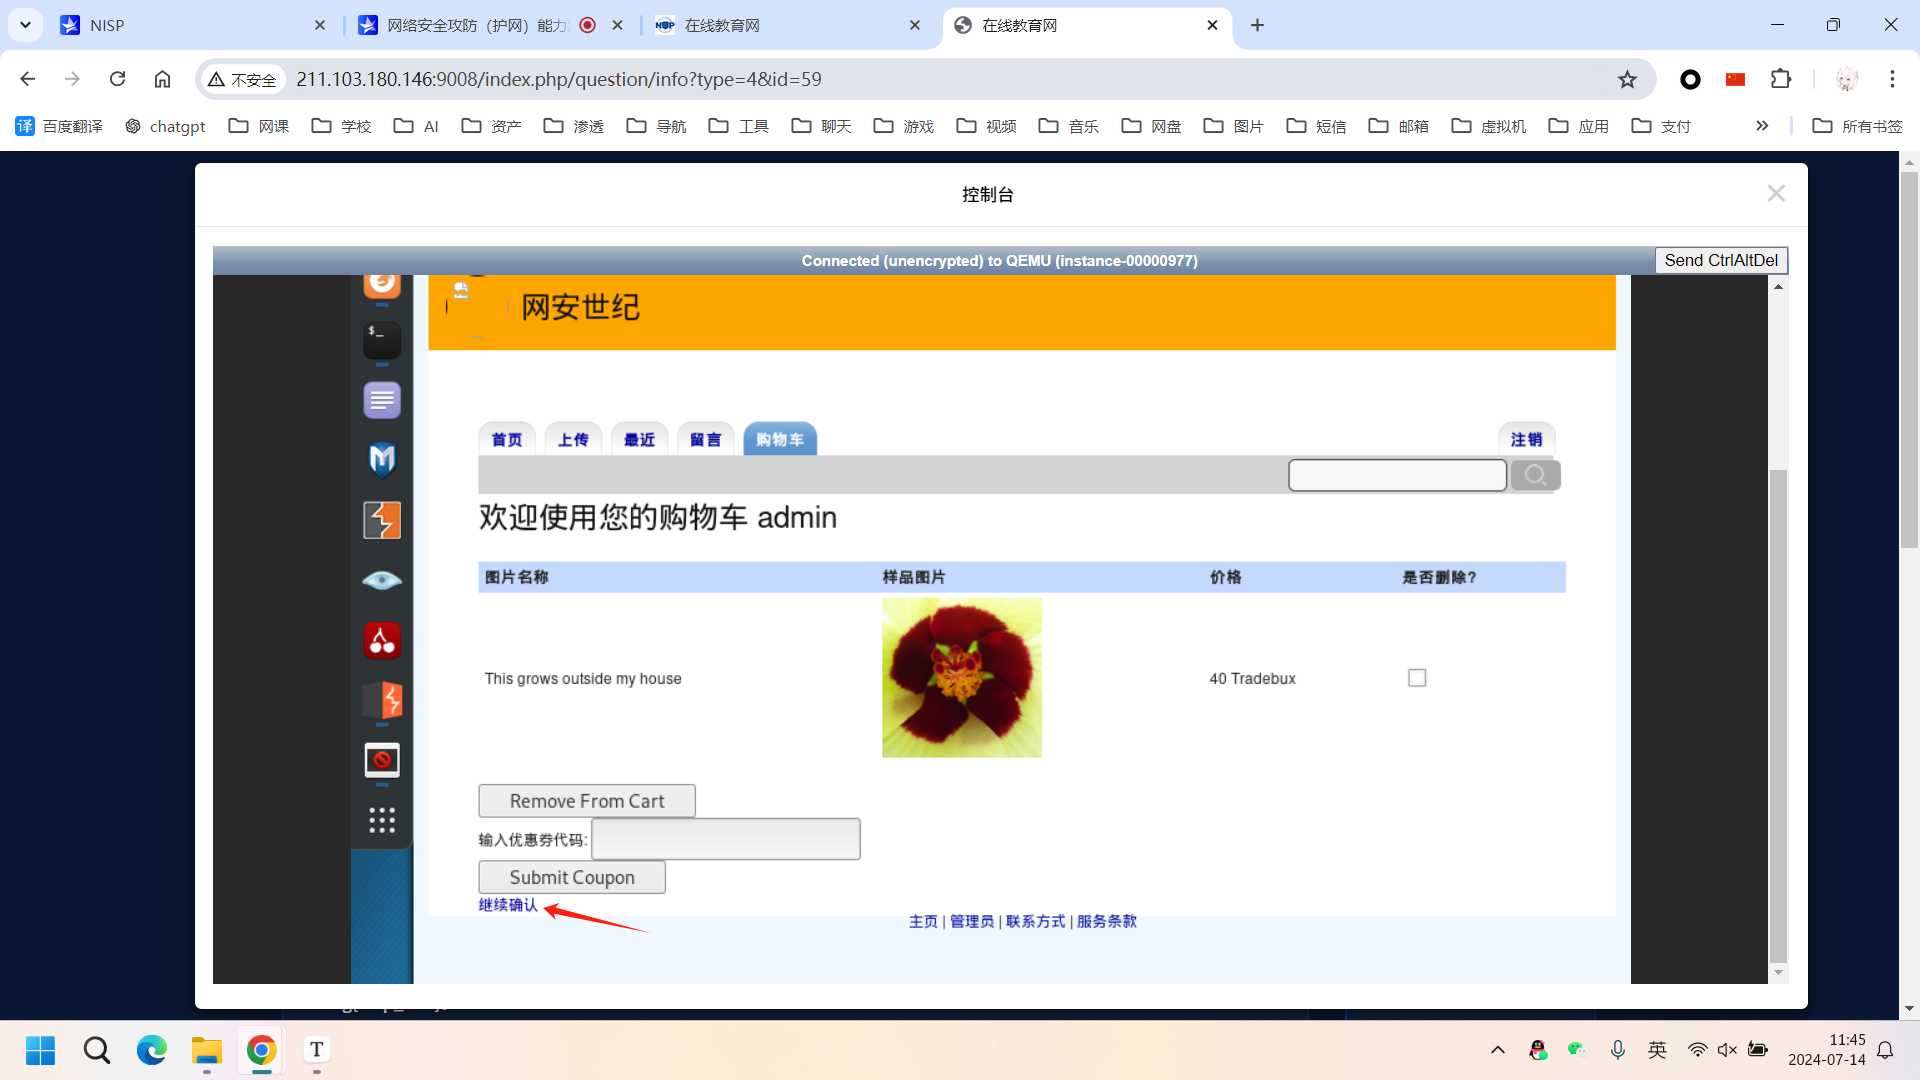 NISP
网络安全攻防（护网）能力
在线教育网
在线教育网
不安全
211.103.180.146:9008/index.php/question/info?type=4&id=59
百度翻译
chatgpt
网课
学校
AI
资产
渗透
导航
工具
聊天
游戏
视频
音乐
网盘
图片
短信
邮箱
虚拟机
应用
支付
所有书签
控制台
Connected (unencrypted) to QEMU (instance-00000977)
Send CtrlAltDel
网安世纪
首页
上传
最近
留言
购物车
注销
欢迎使用您的购物车 admin
图片名称
样品图片
价格
是否删除?
This grows outside my house
40 Tradebux
Remove From Cart
输入优惠券代码:
Submit Coupon
继续确认
主页 | 管理员 | 联系方式 | 服务条款
英
11:45
2024-07-14